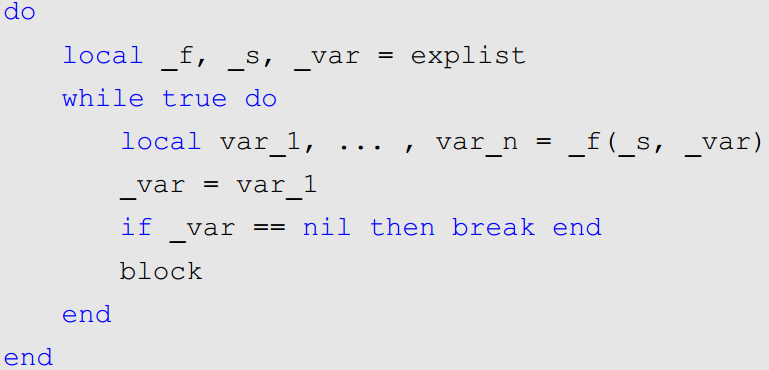 do
    local _f, _s, _var = explist
    while true do
        local var_1, ... , var_n = _f(_s, _var)
        _var = var_1
        if _var == nil then break end
        block
    end
end